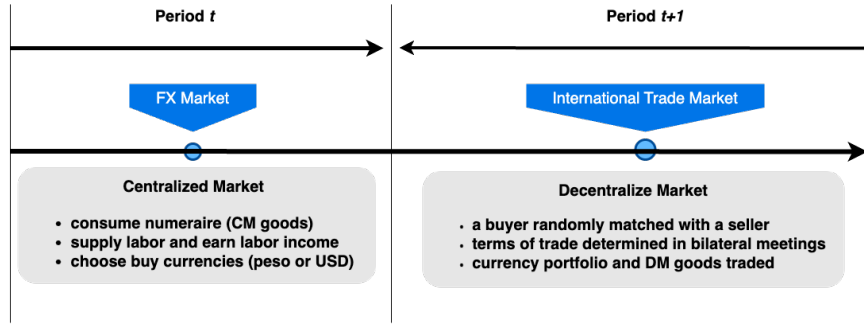 Period t
Period t+1
FX Market
International Trade Market
Centralized Market
• consume numeraire (CM goods)
• supply labor and earn labor income
• choose buy currencies (peso or USD)
Decentralize Market
• a buyer randomly matched with a seller
• terms of trade determined in bilateral meetings
• currency portfolio and DM goods traded